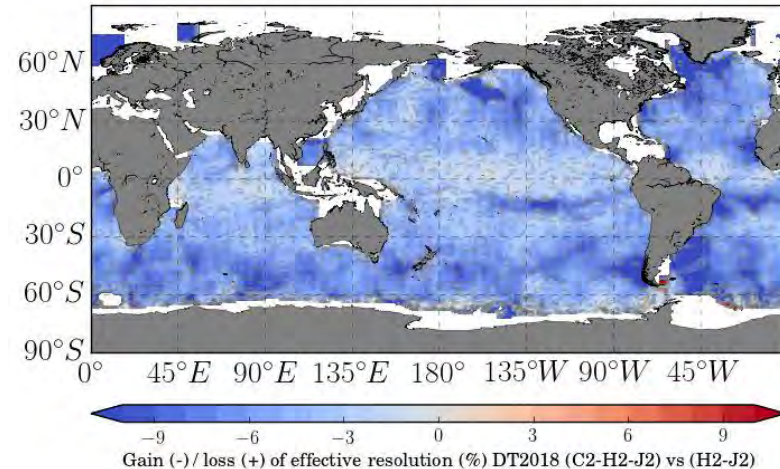 60°N
30°N
0°
30°S
60°S
90°S
0° 45°E 90°E 135°E 180° 135°W 90°W 45°W
−9 −6 −3 0 3 6 9
Gain (-)/ loss (+) of effective resolution (%) DT2018 (C2-H2-J2) vs (H2-J2)